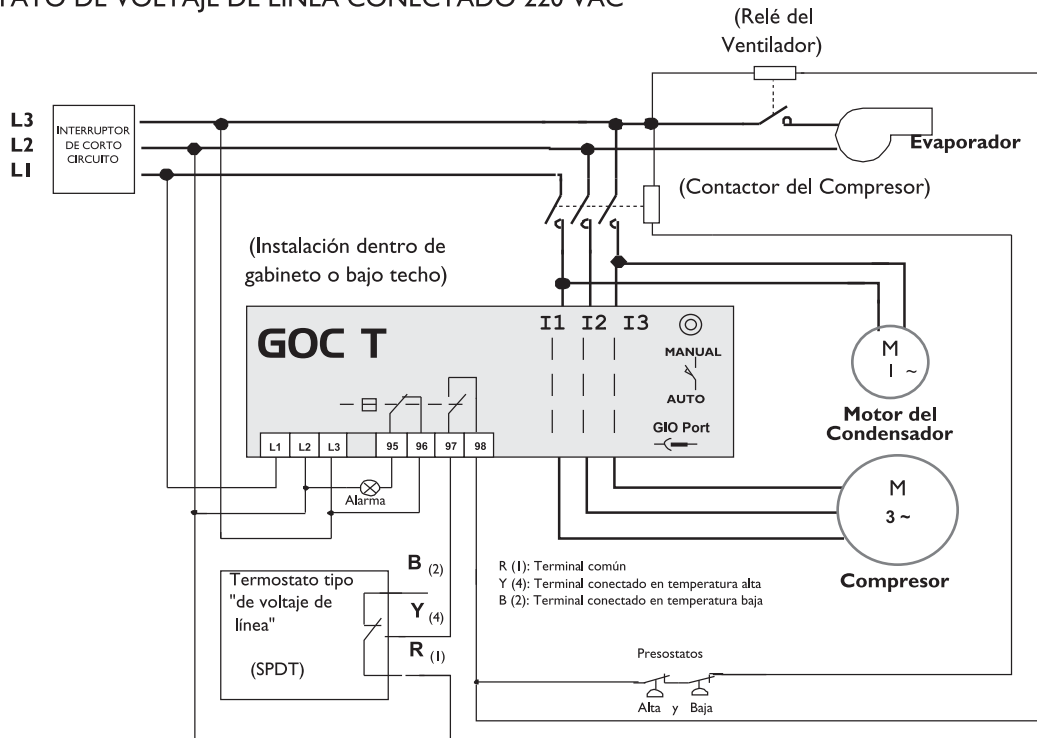 TATO DE VOLTAJE DE LINEA CONECTADO 220 VAC
(Relé del
Ventilador)
L3
L2
L1
INTERRUPTOR
DE CORTO
CIRCUITO
Evaporador
(Contactor del Compresor)
(Instalación dentro de
gabinete o bajo techo)
GOC T
I1 I2 I3
MANUAL
AUTO
GIO Port
L1 L2 L3 95 96 97 98
Alarma
M
1 ~
Motor del
Condensador
M
3 ~
Compresor
B (2)
Y (4)
R (1)
Termostato tipo
"de voltaje de
línea"
(SPDT)
R (1): Terminal común
Y (4): Terminal conectado en temperatura alta
B (2): Terminal conectado en temperatura baja
Presostatos
Alta y Baja